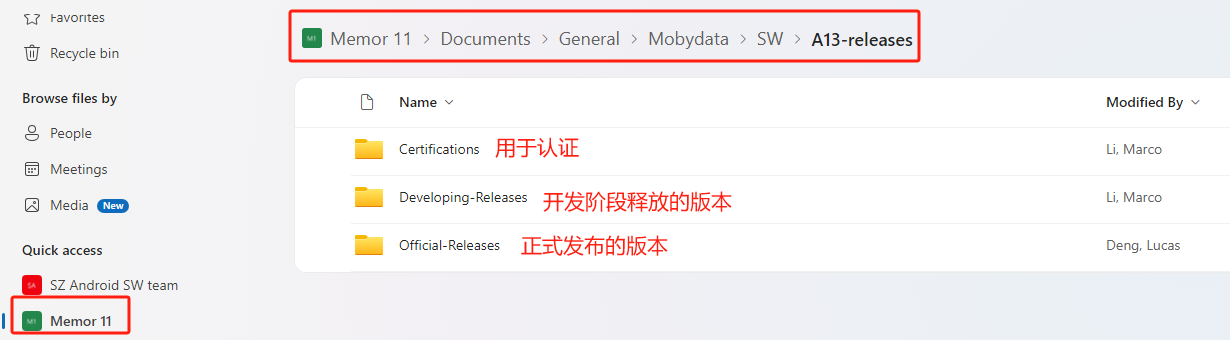 Favorites
Recycle bin
Browse files by
People
Meetings
Media New
Quick access
SA SZ Android SW team
M1 Memor 11
M1 Memor 11 > Documents > General > Mobydata > SW > A13-releases
Name Modified By
Certifications 用于认证 Li, Marco
Developing-Releases 开发阶段释放的版本 Li, Marco
Official-Releases 正式发布的版本 Deng, Lucas